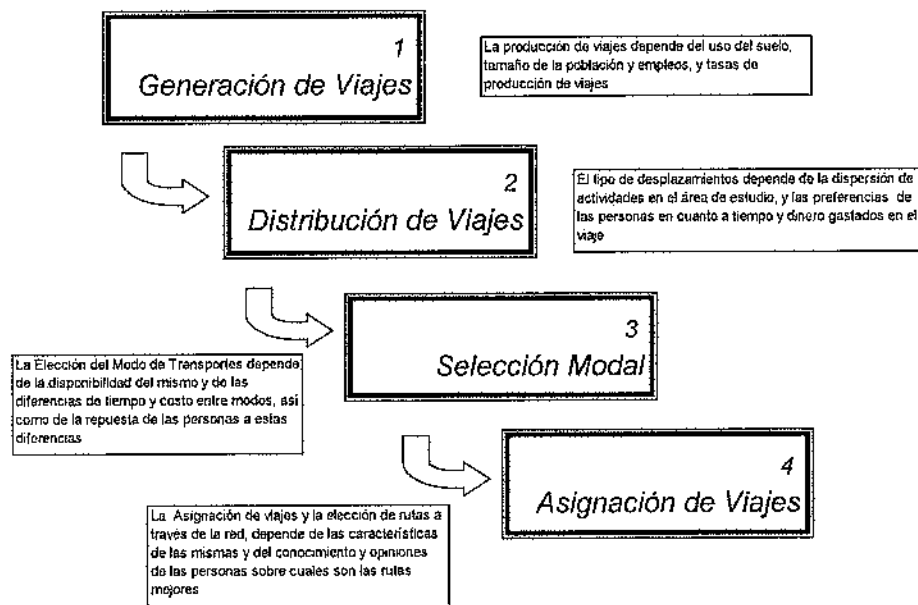 1
Generación de Viajes
La producción de viajes depende del uso del suelo,
tamaño de la población y empleos, y tasas de
producción de viajes
2
Distribución de Viajes
El tipo de desplazamientos depende de la dispersión de
actividades en el área de estudio, y las preferencias de
las personas en cuanto a tiempo y dinero gastados en el
viaje
3
Selección Modal
La Elección del Modo de Transportes depende
de la disponibilidad del mismo y de las
diferencias de tiempo y costo entre modos, así
como de la repuesta de las personas a estas
diferencias
4
Asignación de Viajes
La Asignación de viajes y la elección de rutas a
través de la red, depende de las características
de las mismas y del conocimiento y opiniones
de las personas sobre cuales son las rutas
mejores